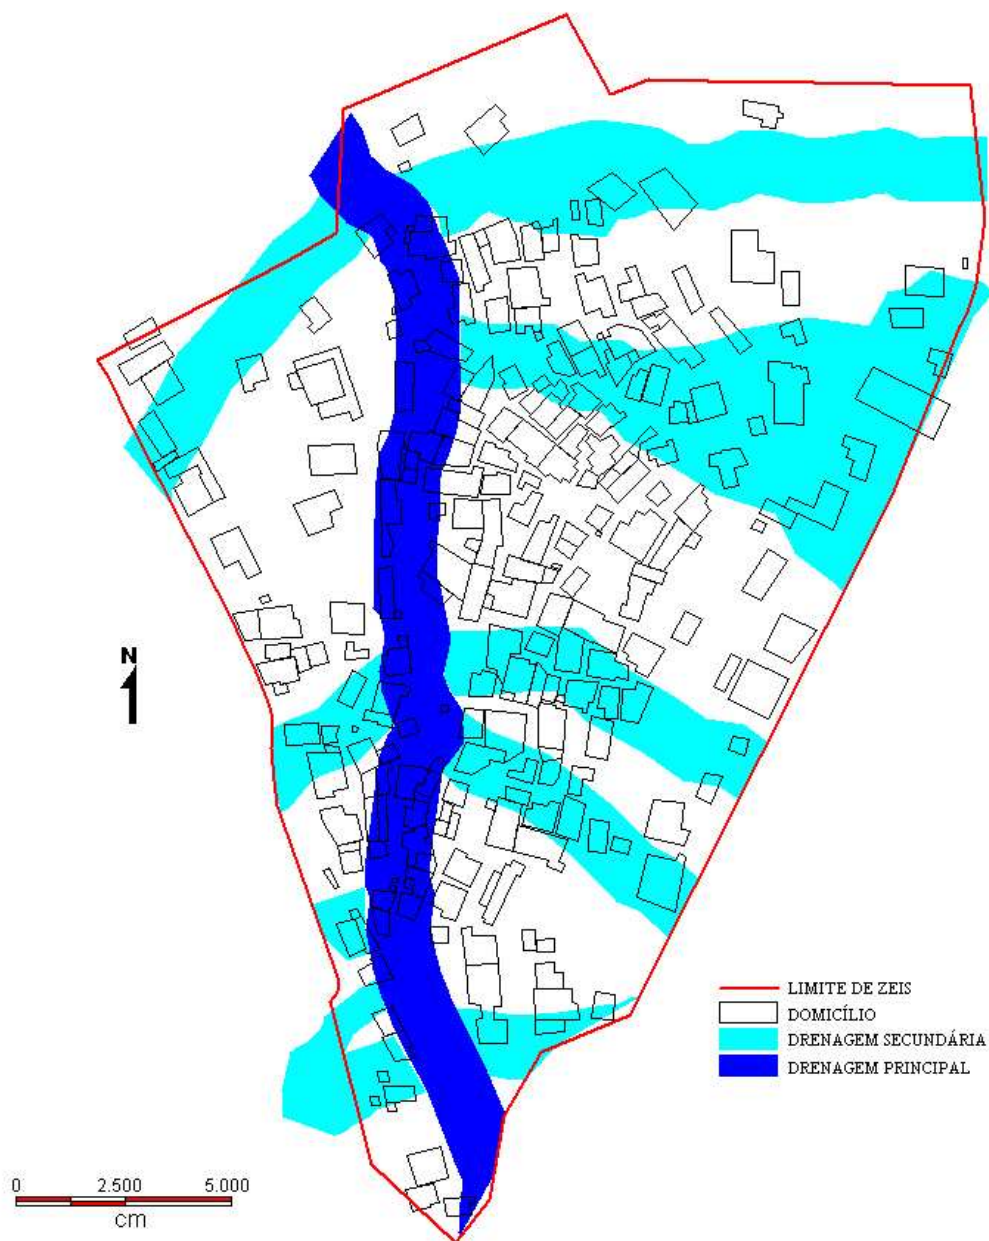 N
LIMITE DE ZEIS
DOMICÍLIO
DRENAGEM SECUNDÁRIA
DRENAGEM PRINCIPAL
0 2.500 5.000
cm